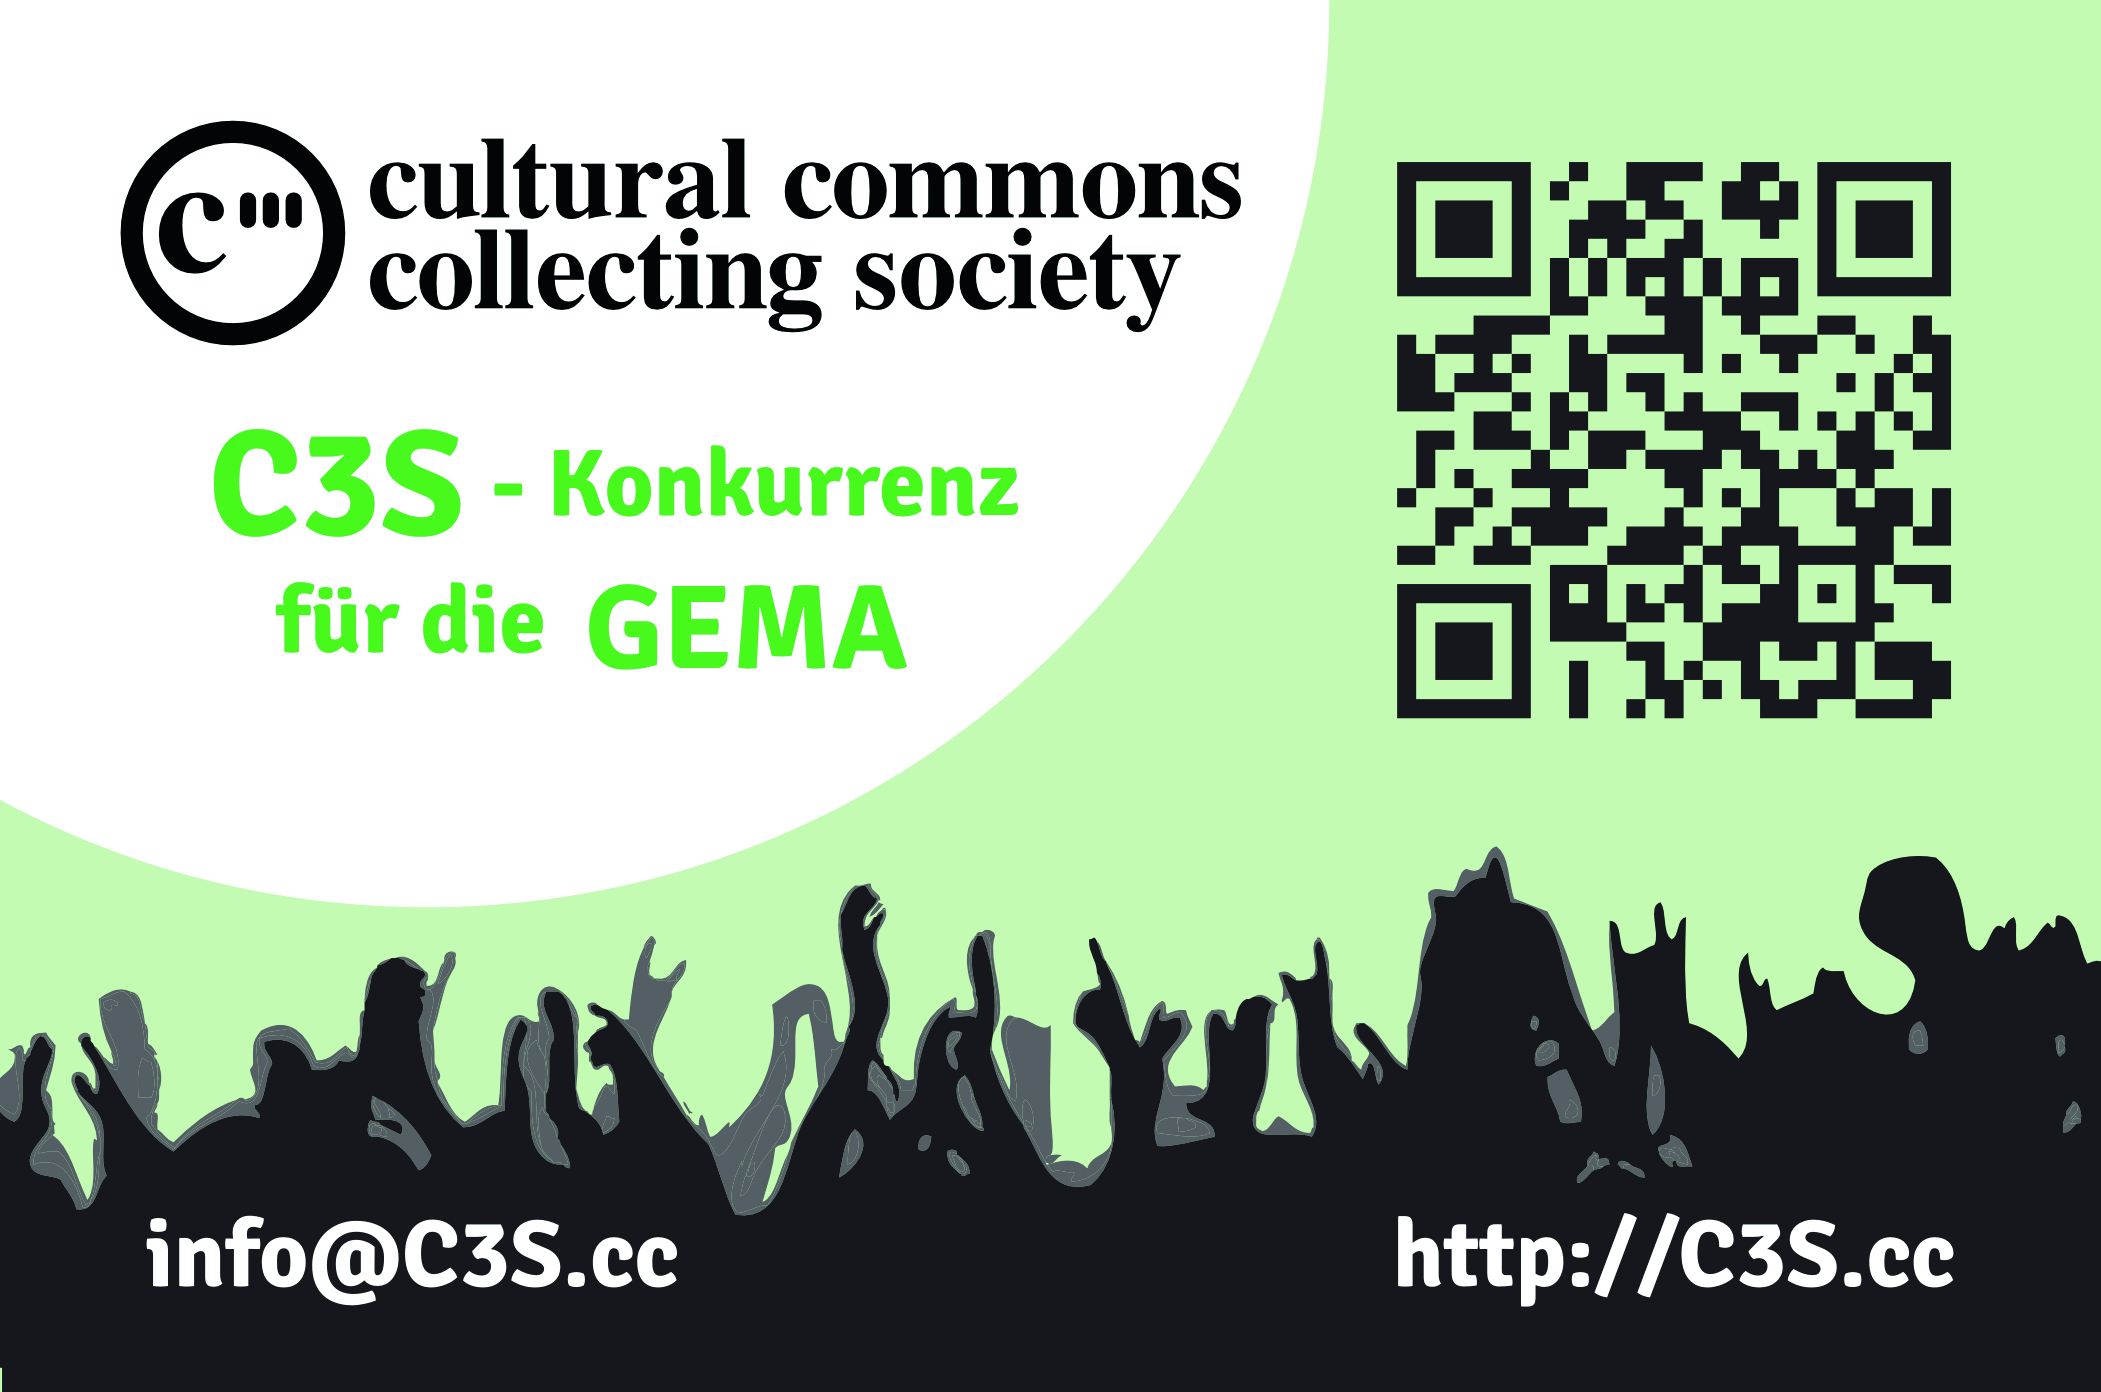 c"' cultural commons
collecting society
C3S - Konkurrenz
für die GEMA
info@C3S.cc
http://C3S.cc